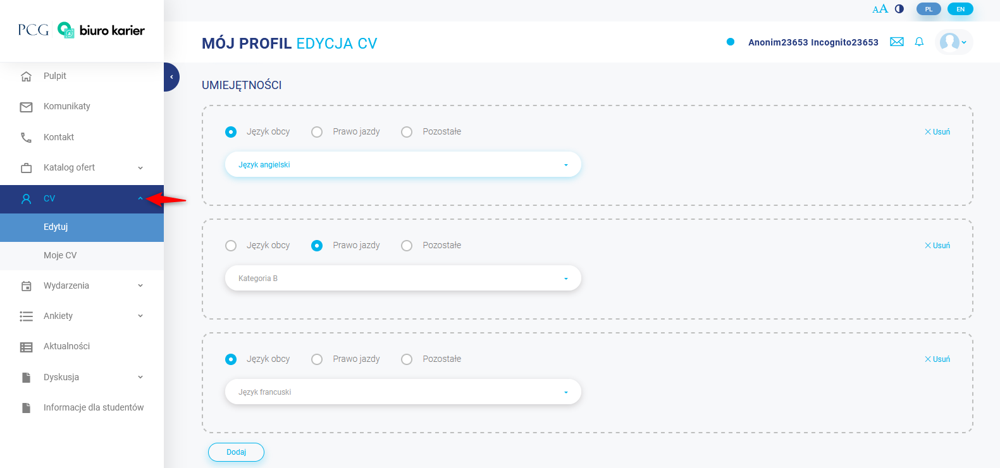 AA
PL
EN
PCG biuro karier
MÓJ PROFIL EDYCJA CV
Anonim23653 Incognito23653
Pulpit
Komunikaty
Kontakt
Katalog ofert
CV
Edytuj
Moje CV
Wydarzenia
Ankiety
Aktualności
Dyskusja
Informacje dla studentów
UMIEJĘTNOŚCI
Język obcy Prawo jazdy Pozostałe Usuń
Język angielski
Język obcy Prawo jazdy Pozostałe Usuń
Kategoria B
Język obcy Prawo jazdy Pozostałe Usuń
Język francuski
Dodaj